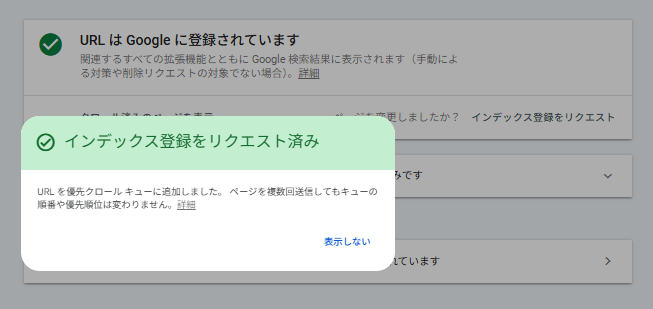 URL は Google に登録されています
関連するすべての拡張機能とともに Google 検索結果に表示されます（手動によ
る対策や削除リクエストの対象でない場合）。詳細
ページを変更しましたか？ インデックス登録をリクエスト
インデックス登録をリクエスト済み
みです
URL を優先クロール キューに追加しました。 ページを複数回送信してもキューの
順番や優先順位は変わりません。詳細
表示しない
れています